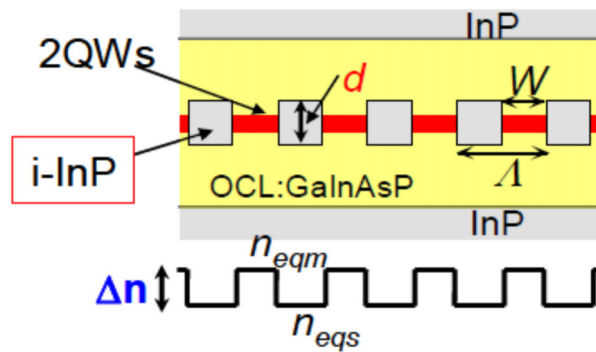 InP
2QWs
d
W
i-InP
Λ
OCL:GaInAsP
InP
n_eqm
Δn
n_eqs